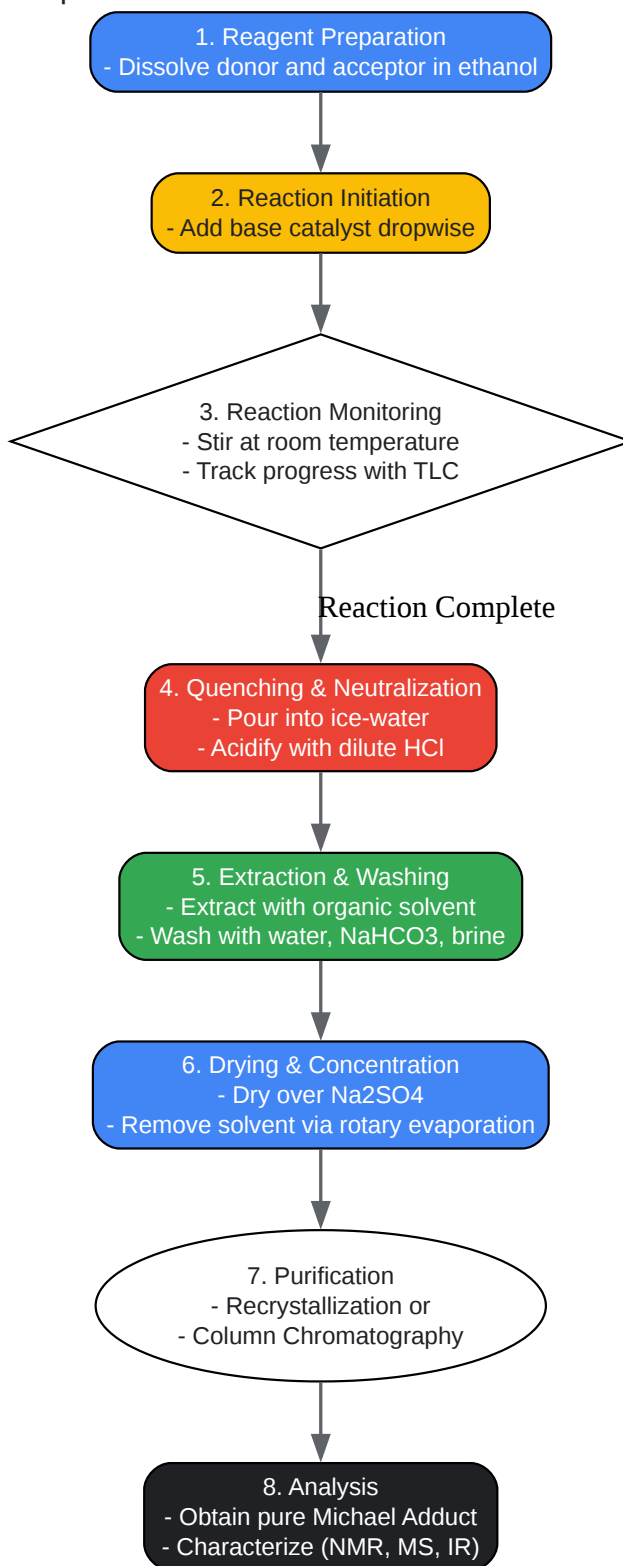 1. Reagent Preparation
- Dissolve donor and acceptor in ethanol
2. Reaction Initiation
- Add base catalyst dropwise
3. Reaction Monitoring
- Stir at room temperature
- Track progress with TLC
Reaction Complete
4. Quenching & Neutralization
- Pour into ice-water
- Acidify with dilute HCl
5. Extraction & Washing
- Extract with organic solvent
- Wash with water, NaHCO3, brine
6. Drying & Concentration
- Dry over Na2SO4
- Remove solvent via rotary evaporation
7. Purification
- Recrystallization or
- Column Chromatography
8. Analysis
- Obtain pure Michael Adduct
- Characterize (NMR, MS, IR)